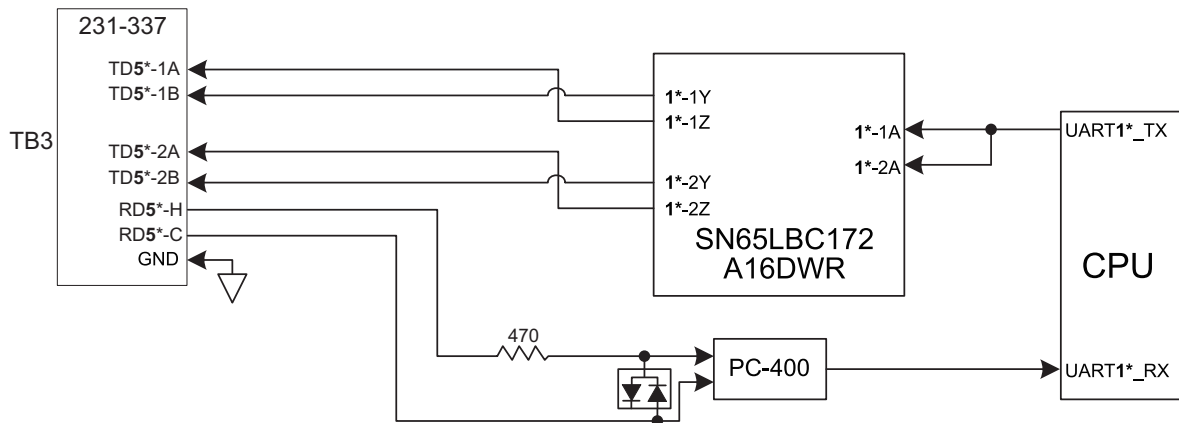 231-337
TB3
TD5*-1A
TD5*-1B
TD5*-2A
TD5*-2B
RD5*-H
RD5*-C
GND
1*-1Y
1*-1Z
1*-2Y
1*-2Z
1*-1A
1*-2A
SN65LBC172
A16DWR
UART1*_TX
CPU
UART1*_RX
470
PC-400